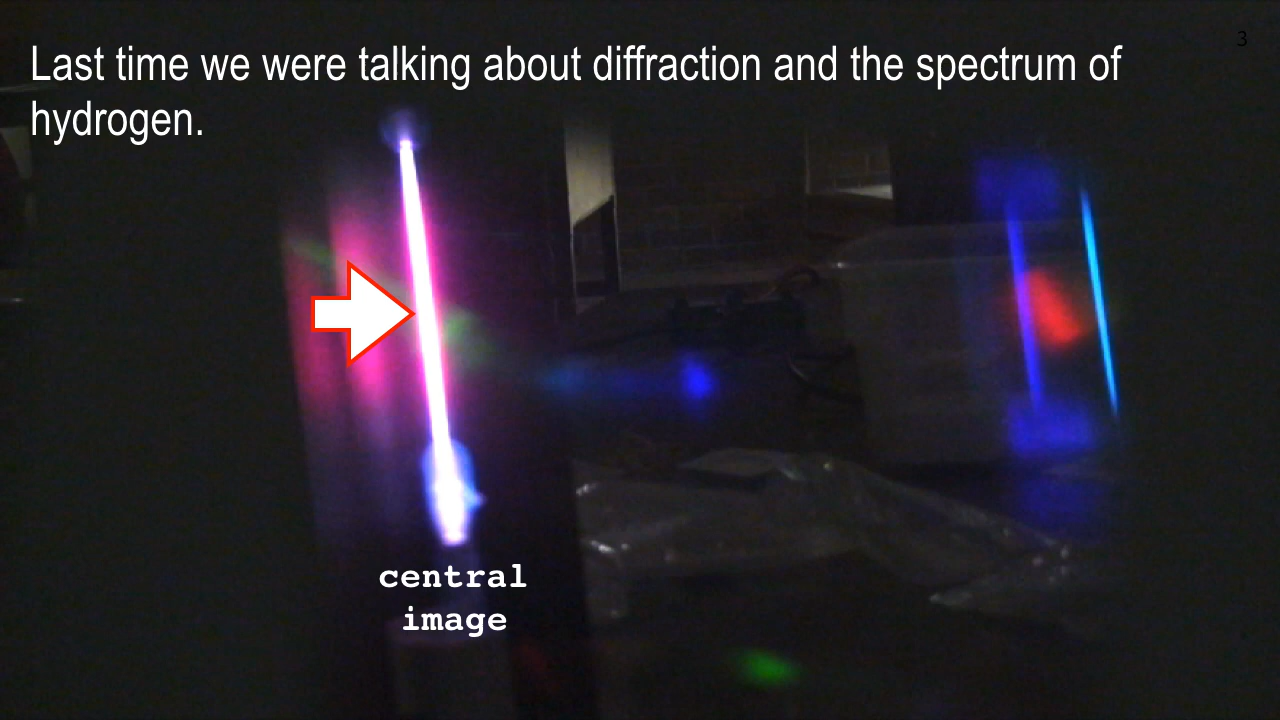 3
Last time we were talking about diffraction and the spectrum of
hydrogen.
central
image